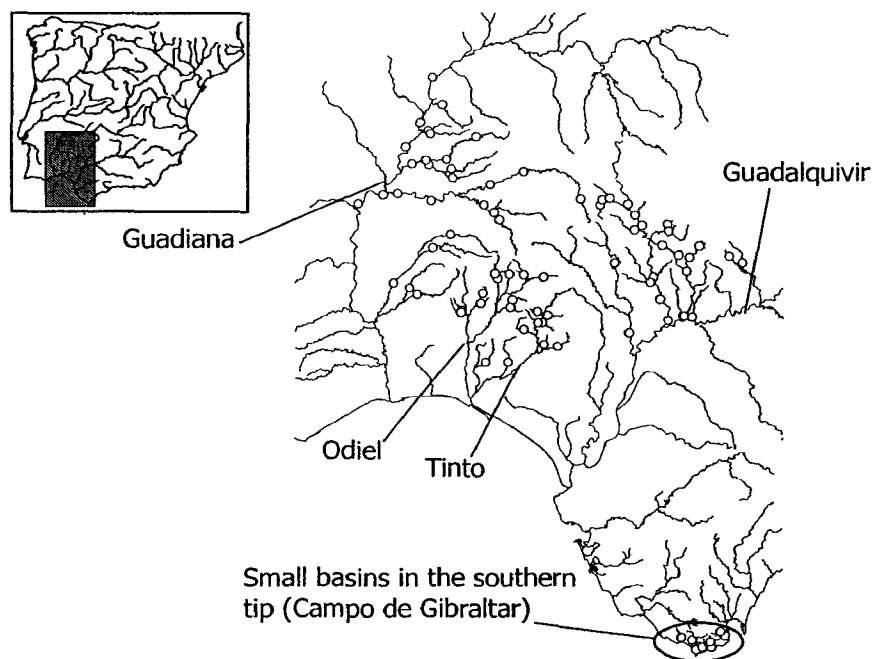 Guadalquivir
Guadiana
Odiel
Tinto
Small basins in the southern
tip (Campo de Gibraltar)